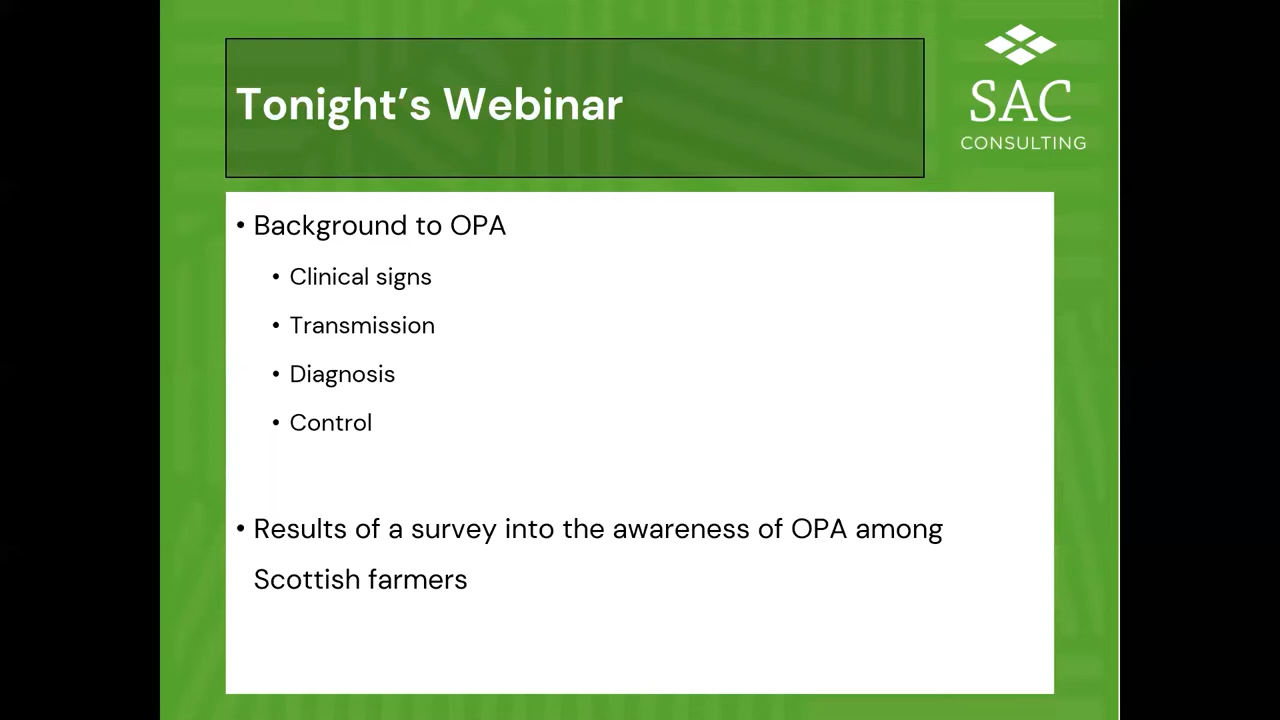 Tonight’s Webinar
SAC
CONSULTING
• Background to OPA
• Clinical signs
• Transmission
• Diagnosis
• Control
• Results of a survey into the awareness of OPA among
Scottish farmers